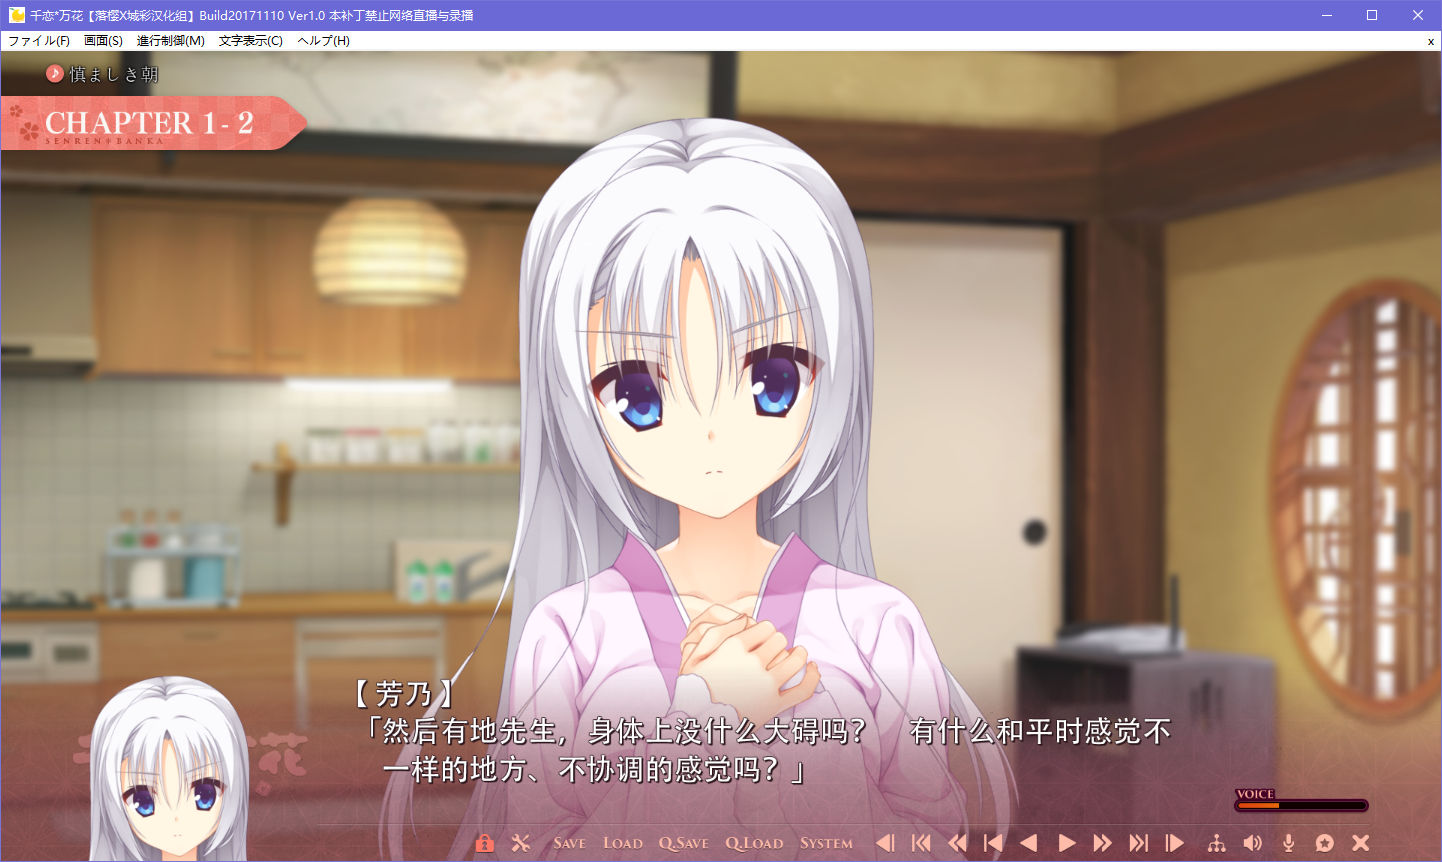 千恋*万花【落樱X城彩汉化组】Build20171110 Ver1.0 本补丁禁止网络直播与录播
ファイル(F) 画面(S) 進行制御(M) 文字表示(C) ヘルプ(H) x
慎ましき朝
CHAPTER 1 - 2
SENREN＊BANKA
【芳乃】
「然后有地先生，身体上没什么大碍吗？　有什么和平时感觉不
一样的地方、不协调的感觉吗？」
花
VOICE
SAVE LOAD Q.SAVE Q.LOAD SYSTEM